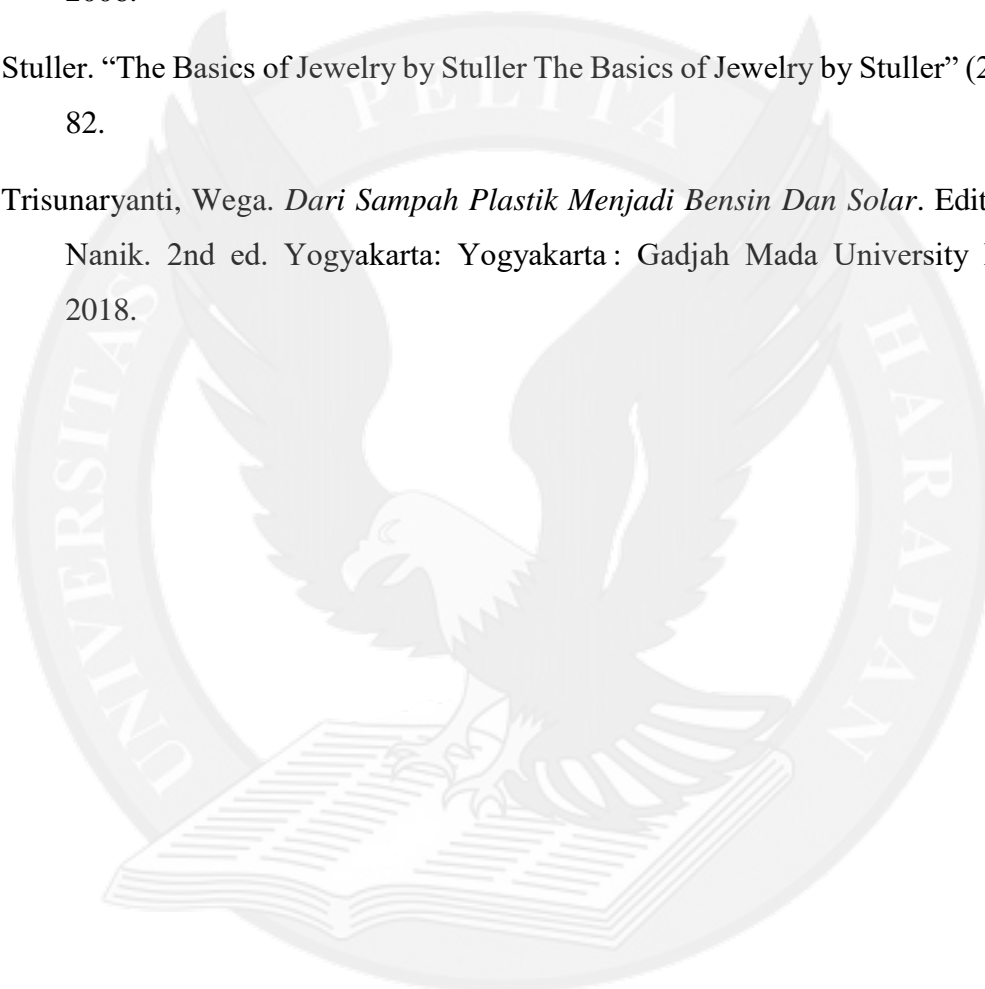 Stuller. “The Basics of Jewelry by Stuller The Basics of Jewelry by Stuller” (2
82.
Trisunaryanti, Wega. Dari Sampah Plastik Menjadi Bensin Dan Solar. Edit
Nanik. 2nd ed. Yogyakarta: Yogyakarta : Gadjah Mada University
2018.
UNIVERSITAS PELITA HARAPAN